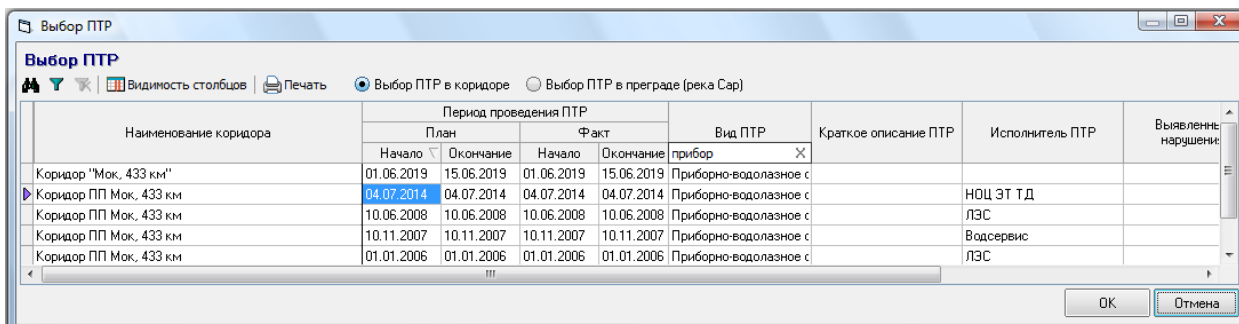 Выбор ПТР
Выбор ПТР
Видимость столбцов Печать Выбор ПТР в коридоре Выбор ПТР в преграде (река Сар)
Период проведения ПТР
Наименование коридора План Факт Вид ПТР Краткое описание ПТР Исполнитель ПТР Выявленные
нарушения
Начало Окончание Начало Окончание прибор
Коридор "Мок, 433 км" 01.06.2019 15.06.2019 01.06.2019 15.06.2019 Приборно-водолазное с
Коридор ПП Мок, 433 км 04.07.2014 04.07.2014 04.07.2014 04.07.2014 Приборно-водолазное с НОЦ ЭТ ТД
Коридор ПП Мок, 433 км 10.06.2008 10.06.2008 10.06.2008 10.06.2008 Приборно-водолазное с ЛЭС
Коридор ПП Мок, 433 км 10.11.2007 10.11.2007 10.11.2007 10.11.2007 Приборно-водолазное с Водсервис
Коридор ПП Мок, 433 км 01.01.2006 01.01.2006 01.01.2006 01.01.2006 Приборно-водолазное с ЛЭС
OK Отмена